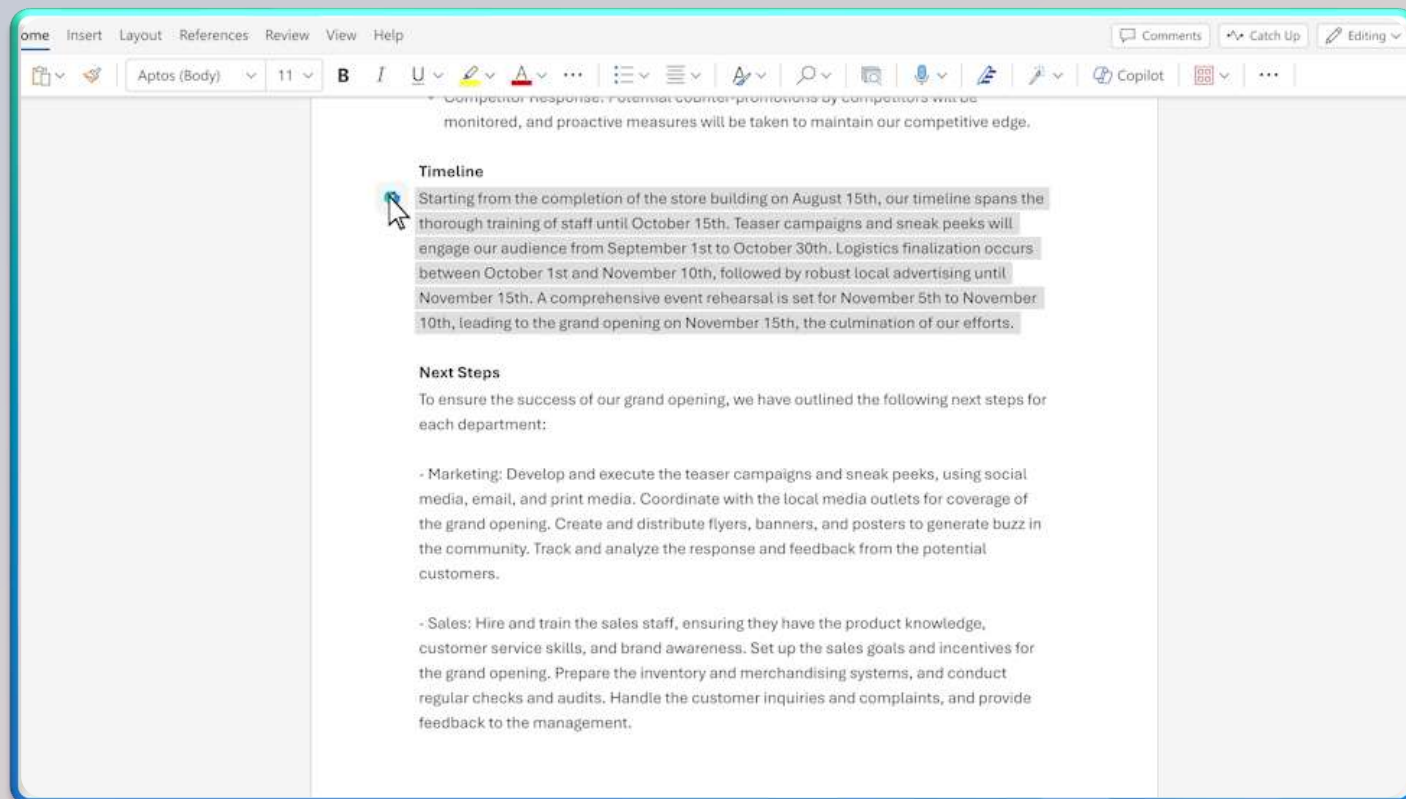 ome Insert Layout References Review View Help
Comments Catch Up Editing
Aptos (Body) 11 B I U A Copilot
Competitor Response: Potential counter-promotions by competitors will be
monitored, and proactive measures will be taken to maintain our competitive edge.
Timeline
Starting from the completion of the store building on August 15th, our timeline spans the
thorough training of staff until October 15th. Teaser campaigns and sneak peeks will
engage our audience from September 1st to October 30th. Logistics finalization occurs
between October 1st and November 10th, followed by robust local advertising until
November 15th. A comprehensive event rehearsal is set for November 5th to November
10th, leading to the grand opening on November 15th, the culmination of our efforts.
Next Steps
To ensure the success of our grand opening, we have outlined the following next steps for
each department:
- Marketing: Develop and execute the teaser campaigns and sneak peeks, using social
media, email, and print media. Coordinate with the local media outlets for coverage of
the grand opening. Create and distribute flyers, banners, and posters to generate buzz in
the community. Track and analyze the response and feedback from the potential
customers.
- Sales: Hire and train the sales staff, ensuring they have the product knowledge,
customer service skills, and brand awareness. Set up the sales goals and incentives for
the grand opening. Prepare the inventory and merchandising systems, and conduct
regular checks and audits. Handle the customer inquiries and complaints, and provide
feedback to the management.